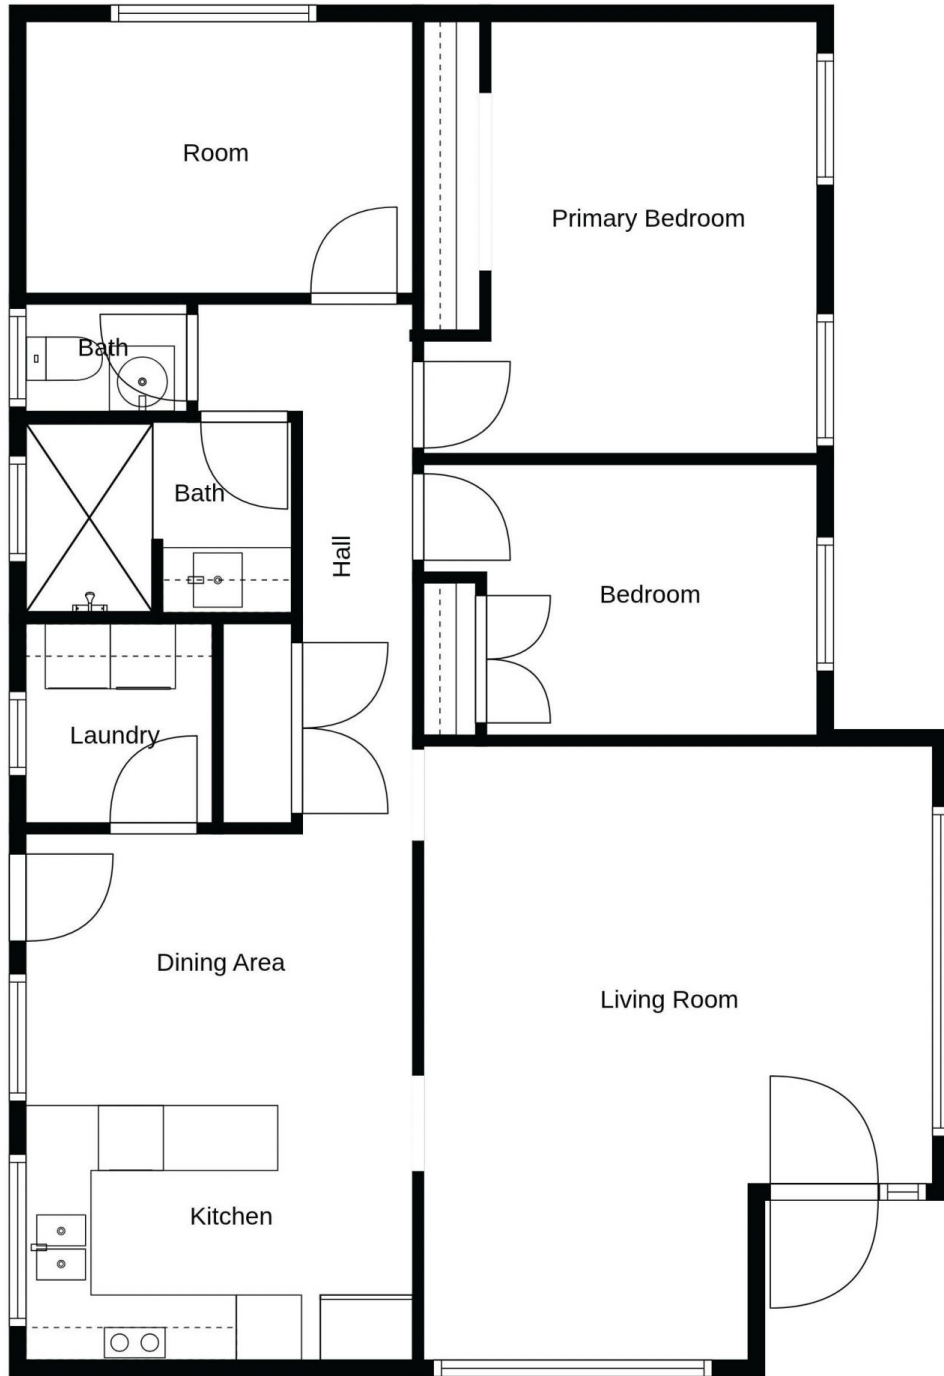 Room
Primary Bedroom
Bath
Bath
Hall
Bedroom
Laundry
Dining Area
Living Room
Kitchen